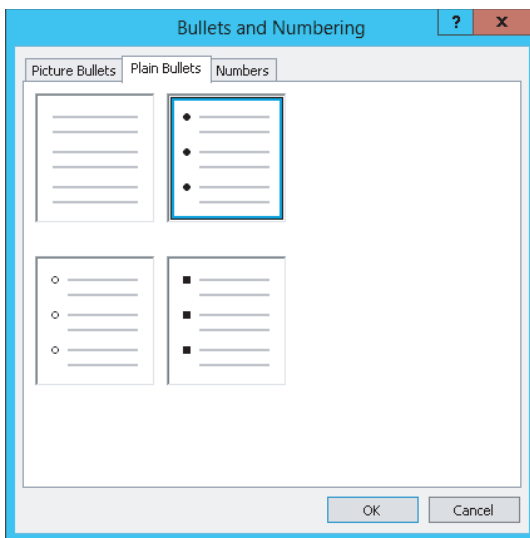 Bullets and Numbering
? x
Picture Bullets Plain Bullets Numbers
OK Cancel